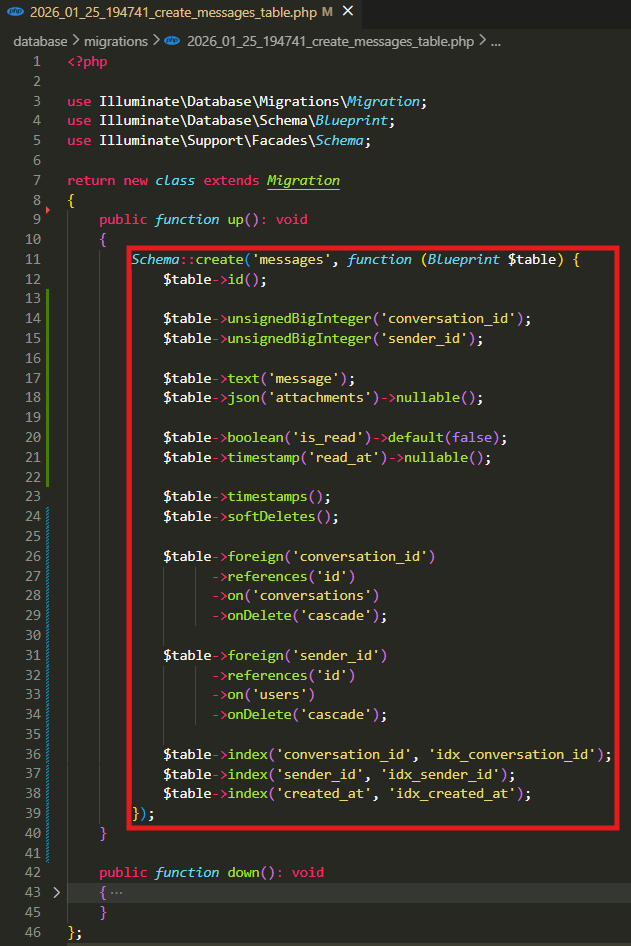 php 2026_01_25_194741_create_messages_table.php M ×
database > migrations > php 2026_01_25_194741_create_messages_table.php > ...
1 <?php
2
3 use Illuminate\Database\Migrations\Migration;
4 use Illuminate\Database\Schema\Blueprint;
5 use Illuminate\Support\Facades\Schema;
6
7 return new class extends Migration
8 {
9     public function up(): void
10     {
11         Schema::create('messages', function (Blueprint $table) {
12             $table->id();
13
14             $table->unsignedBigInteger('conversation_id');
15             $table->unsignedBigInteger('sender_id');
16
17             $table->text('message');
18             $table->json('attachments')->nullable();
19
20             $table->boolean('is_read')->default(false);
21             $table->timestamp('read_at')->nullable();
22
23             $table->timestamps();
24             $table->softDeletes();
25
26             $table->foreign('conversation_id')
27                   ->references('id')
28                   ->on('conversations')
29                   ->onDelete('cascade');
30
31             $table->foreign('sender_id')
32                   ->references('id')
33                   ->on('users')
34                   ->onDelete('cascade');
35
36             $table->index('conversation_id', 'idx_conversation_id');
37             $table->index('sender_id', 'idx_sender_id');
38             $table->index('created_at', 'idx_created_at');
39         });
40     }
41
42     public function down(): void
43 >   { ...
45     }
46 };